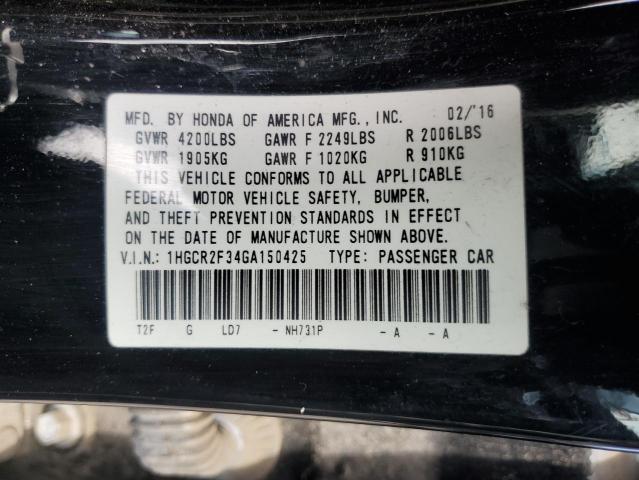 MFD. BY HONDA OF AMERICA MFG., INC. 02/'16
GVWR 4200LBS GAWR F 2249LBS R 2006LBS
GVWR 1905KG GAWR F 1020KG R 910KG
THIS VEHICLE CONFORMS TO ALL APPLICABLE
FEDERAL MOTOR VEHICLE SAFETY, BUMPER,
AND THEFT PREVENTION STANDARDS IN EFFECT
ON THE DATE OF MANUFACTURE SHOWN ABOVE.
V.I.N.: 1HGCR2F34GA150425 TYPE: PASSENGER CAR
T2F G LD7 - NH731P - A - A